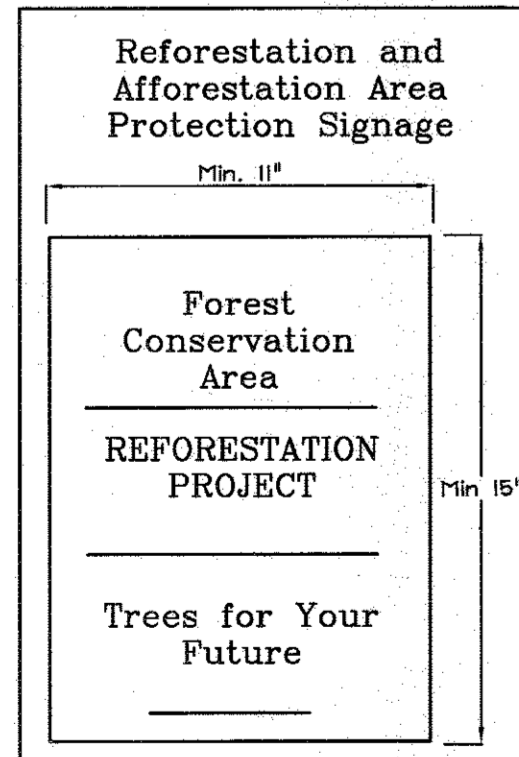 Reforestation and
Afforestation Area
Protection Signage
Min. 11"
Forest
Conservation
Area
REFORESTATION
PROJECT
Min 15"
Trees for Your
Future